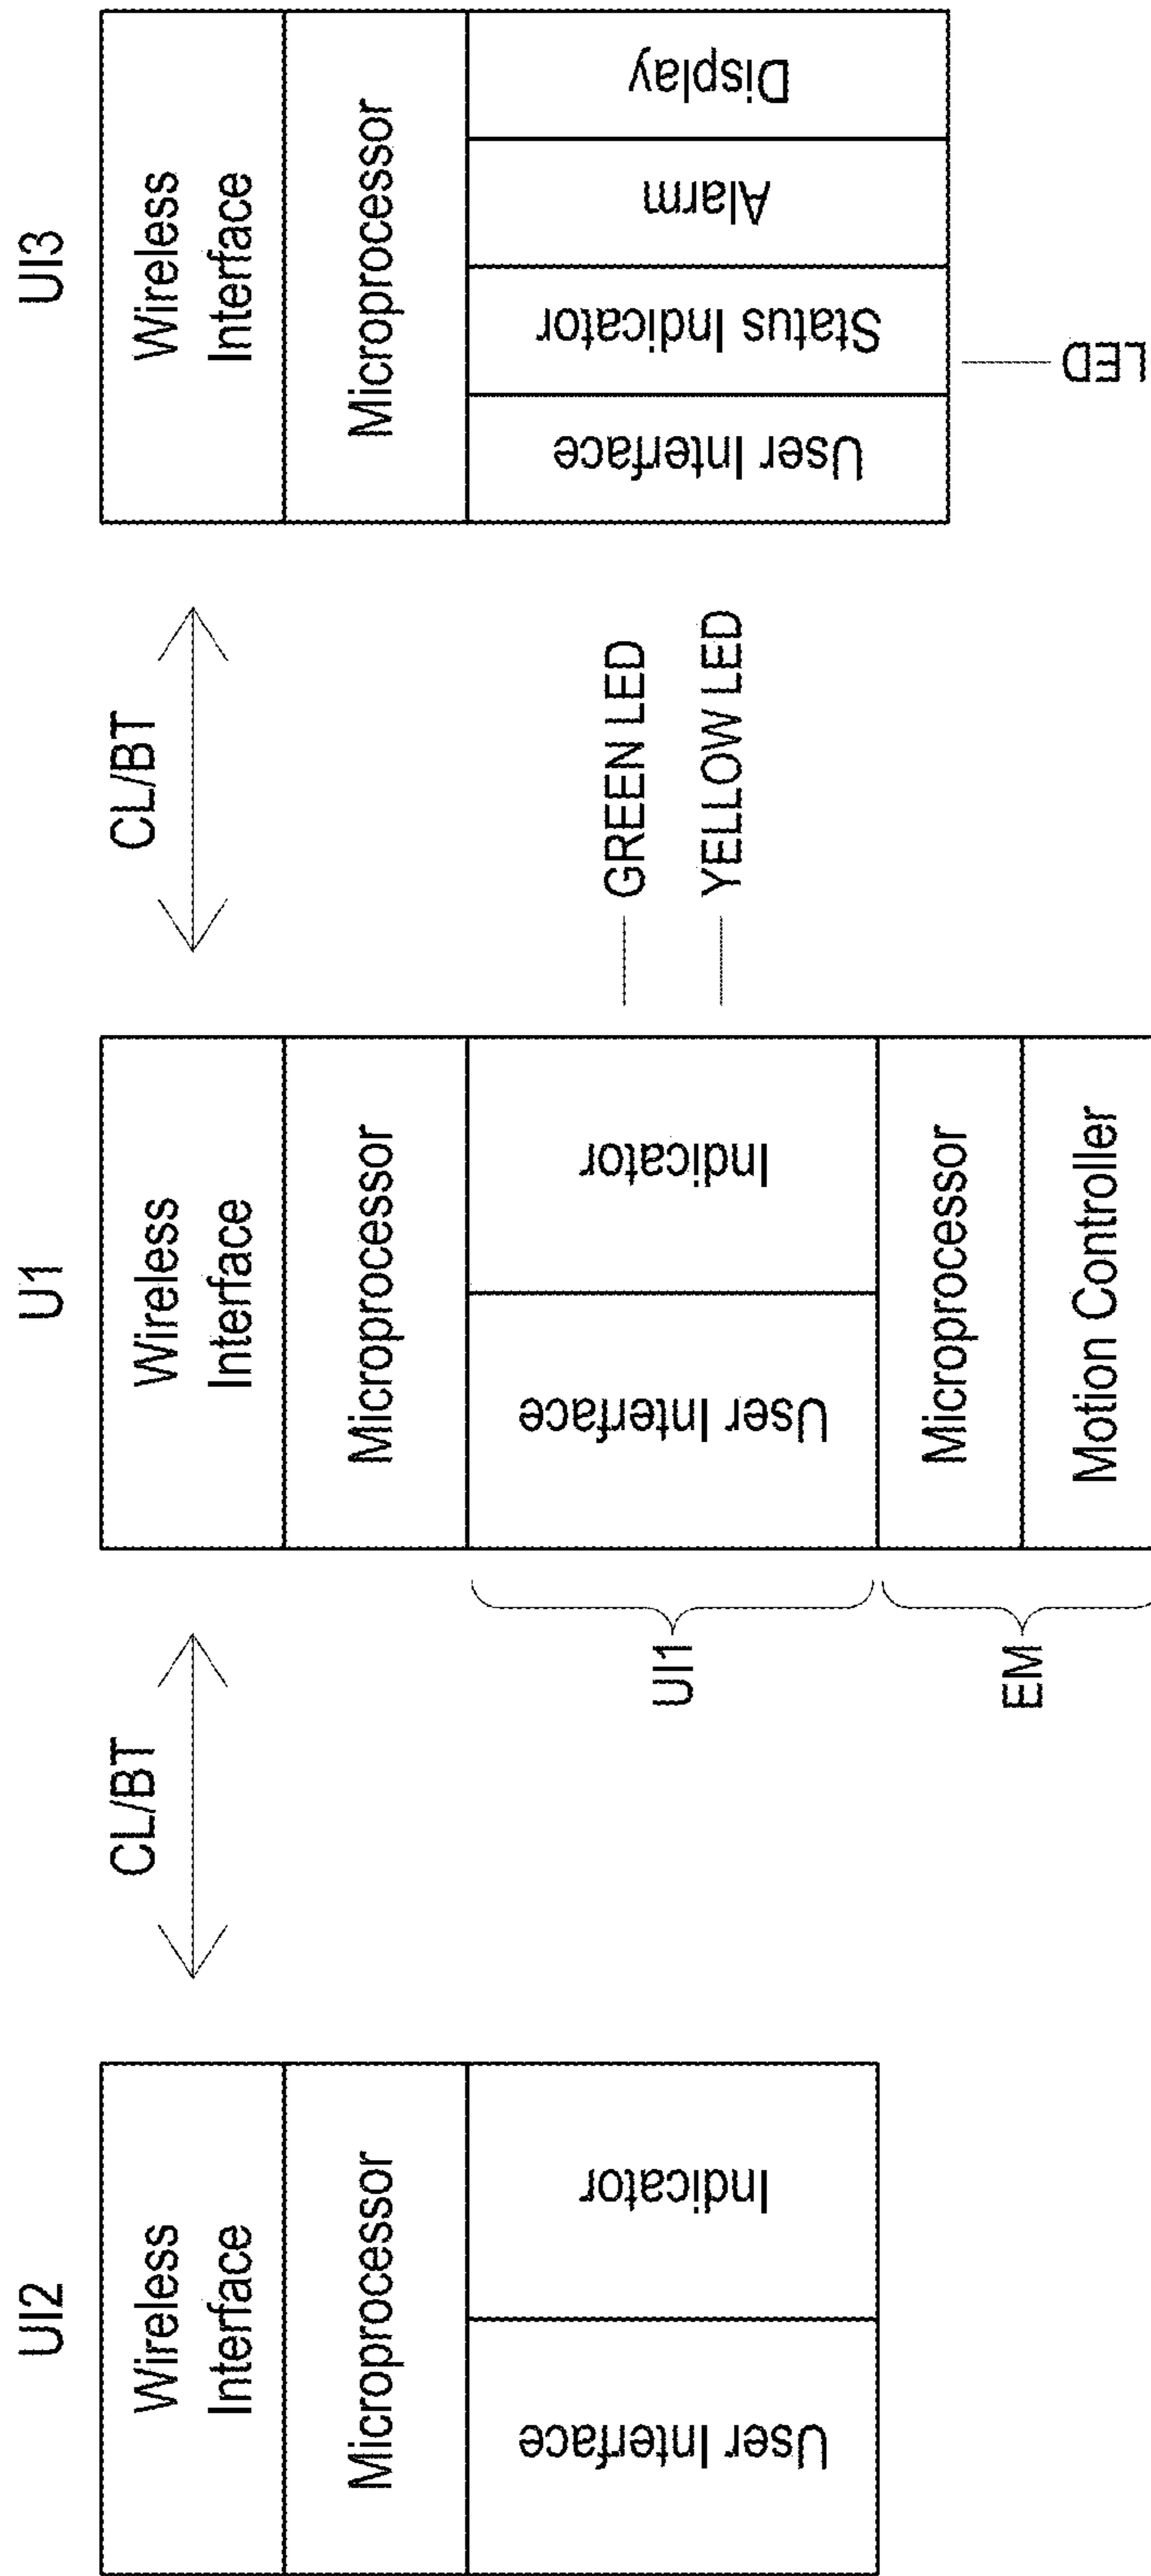 UI2
Wireless
Interface
Microprocessor
User Interface
Indicator
CL/BT
U1
Wireless
Interface
Microprocessor
User Interface
Indicator
Microprocessor
Motion Controller
UI1
EM
GREEN LED
YELLOW LED
CL/BT
UI3
Wireless
Interface
Microprocessor
User Interface
Status Indicator
Alarm
Display
LED